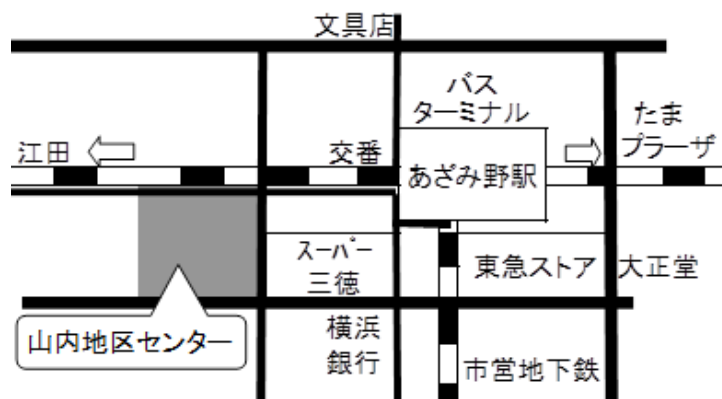 文具店
バス
ターミナル
たま
プラーザ
江田
交番
あざみ野駅
スーパー
三徳
東急ストア
大正堂
山内地区センター
横浜
銀行
市営地下鉄